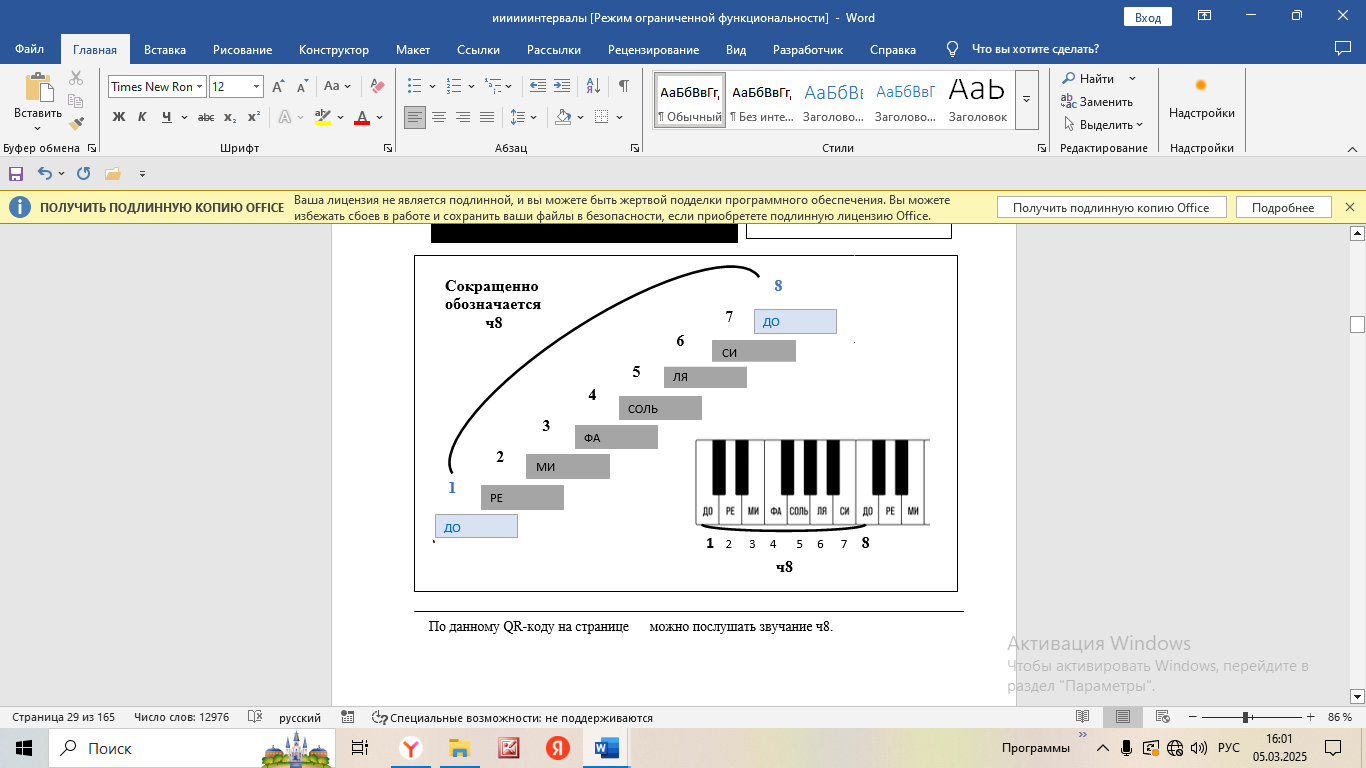 ииииинтервалы [Режим ограниченной функциональности] - Word
Вход
Файл Главная Вставка Рисование Конструктор Макет Ссылки Рассылки Рецензирование Вид Разработчик Справка Что вы хотите сделать?
Вставить
Буфер обмена
Times New Ron 12
Ж К Ч abc x₂ x²
Шрифт
Абзац
АаБбВвГг, АаБбВвГг, АаБбВв АаБбВвГ АаБ
¶ Обычный ¶ Без инте... Заголово... Заголово... Заголовок
Стили
Найти
Заменить
Выделить
Редактирование
Настройки
Настройки
ПОЛУЧИТЬ ПОДЛИННУЮ КОПИЮ OFFICE
Ваша лицензия не является подлинной, и вы можете быть жертвой подделки программного обеспечения. Вы можете
избежать сбоев в работе и сохранить ваши файлы в безопасности, если приобретете подлинную лицензию Office.
Получить подлинную копию Office
Подробнее
Сокращенно
обозначается
ч8
8
7
ДО
6
СИ
5
ЛЯ
4
СОЛЬ
3
ФА
2
МИ
1
РЕ
ДО
ДО РЕ МИ ФА СОЛЬ ЛЯ СИ ДО РЕ МИ
1 2 3 4 5 6 7 8
ч8
По данному QR-коду на странице можно послушать звучание ч8.
Активация Windows
Чтобы активировать Windows, перейдите в
раздел "Параметры".
Страница 29 из 165 Число слов: 12976 русский Специальные возможности: не поддерживаются 86 %
Поиск
Программы
РУС
16:01
05.03.2025